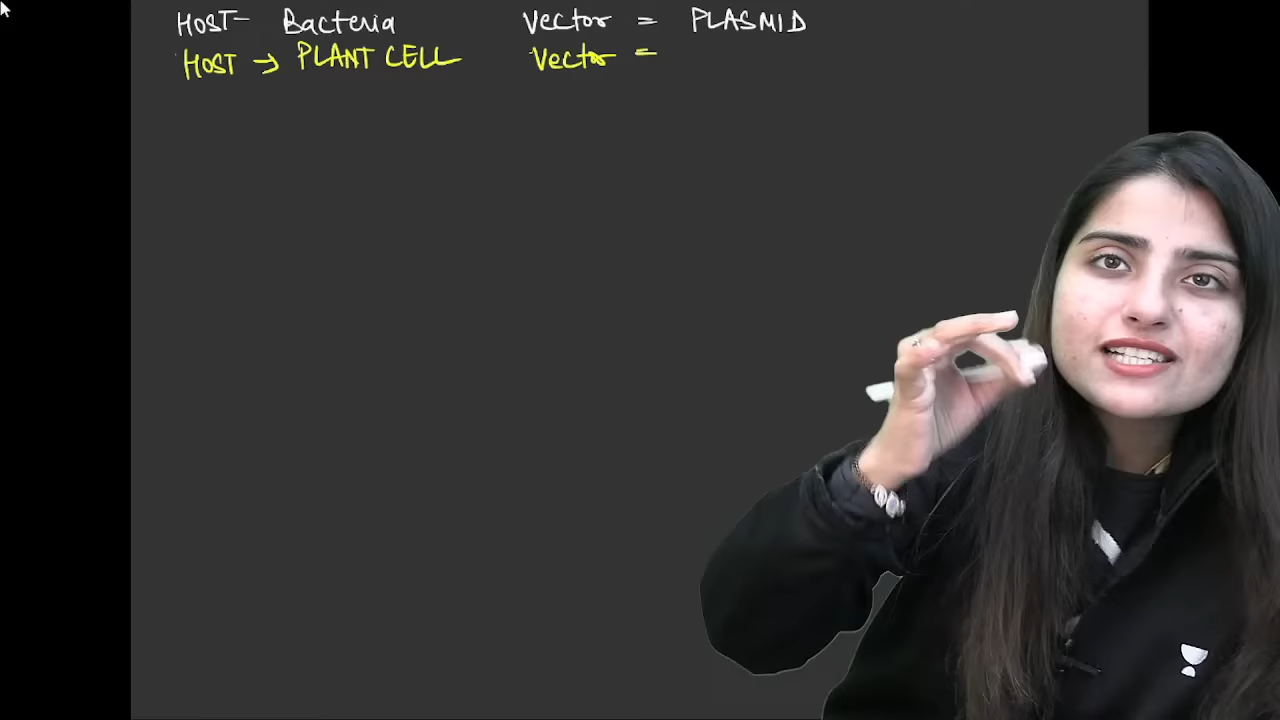 HOST- Bacteria Vector = PLASMID
HOST → PLANT CELL Vector =